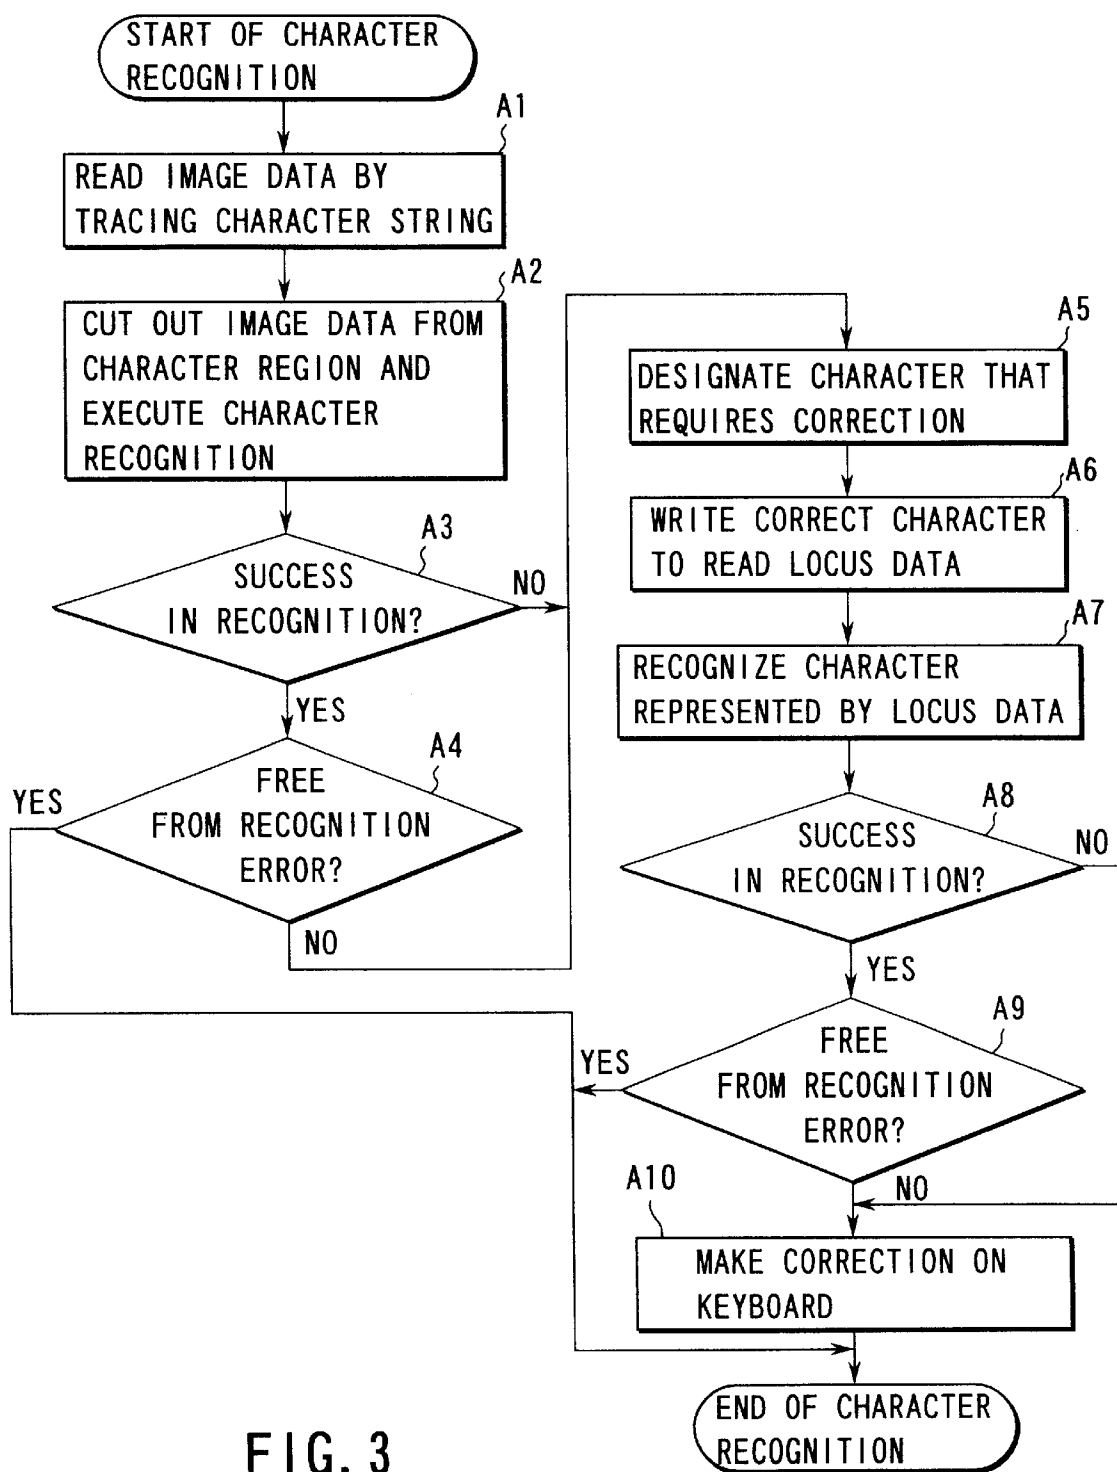 START OF CHARACTER
RECOGNITION
A1
READ IMAGE DATA BY
TRACING CHARACTER STRING
A2
CUT OUT IMAGE DATA FROM
CHARACTER REGION AND
EXECUTE CHARACTER
RECOGNITION
A3
SUCCESS
IN RECOGNITION?
NO
YES
A4
FREE
FROM RECOGNITION
ERROR?
YES
NO
A5
DESIGNATE CHARACTER THAT
REQUIRES CORRECTION
A6
WRITE CORRECT CHARACTER
TO READ LOCUS DATA
A7
RECOGNIZE CHARACTER
REPRESENTED BY LOCUS DATA
A8
SUCCESS
IN RECOGNITION?
NO
YES
A9
FREE
FROM RECOGNITION
ERROR?
YES
NO
A10
MAKE CORRECTION ON
KEYBOARD
END OF CHARACTER
RECOGNITION
FIG. 3